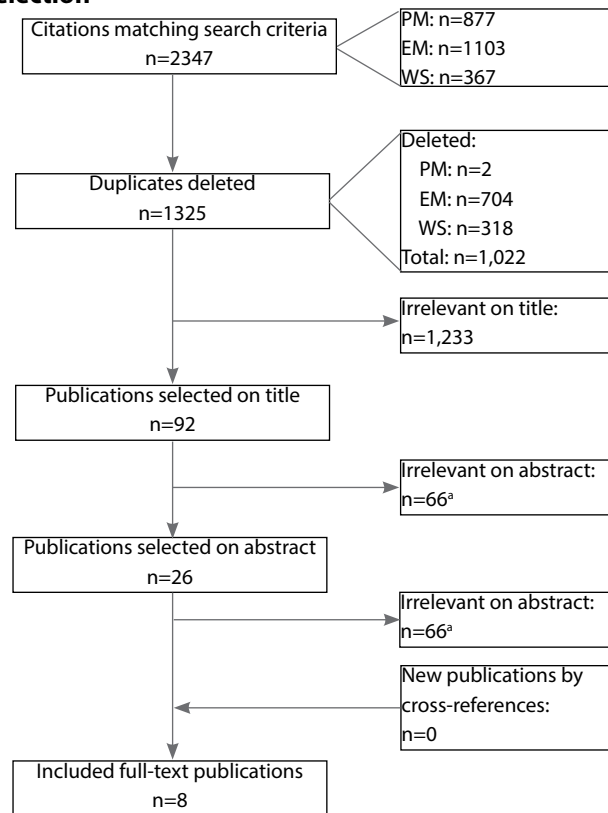 Citations matching search criteria
n=2347
PM: n=877
EM: n=1103
WS: n=367
Duplicates deleted
n=1325
Deleted:
PM: n=2
EM: n=704
WS: n=318
Total: n=1,022
Irrelevant on title:
n=1,233
Publications selected on title
n=92
Irrelevant on abstract:
n=66ª
Publications selected on abstract
n=26
Irrelevant on abstract:
n=66ª
New publications by
cross-references:
n=0
Included full-text publications
n=8